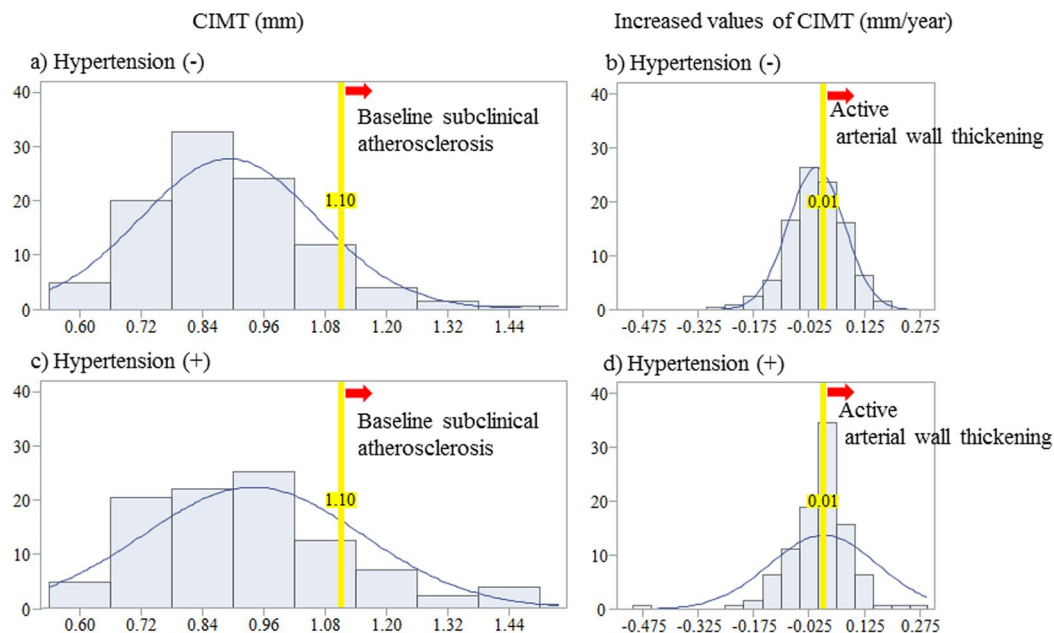 CIMT (mm)
Increased values of CIMT (mm/year)
a) Hypertension (-)
40
30
20
10
0
Baseline subclinical
atherosclerosis
1.10
0.60 0.72 0.84 0.96 1.08 1.20 1.32 1.44
b) Hypertension (-)
40
30
20
10
0
Active
arterial wall thickening
0.01
-0.475 -0.325 -0.175 -0.025 0.125 0.275
c) Hypertension (+)
40
30
20
10
0
Baseline subclinical
atherosclerosis
1.10
0.60 0.72 0.84 0.96 1.08 1.20 1.32 1.44
d) Hypertension (+)
40
30
20
10
0
Active
arterial wall thickening
0.01
-0.475 -0.325 -0.175 -0.025 0.125 0.275